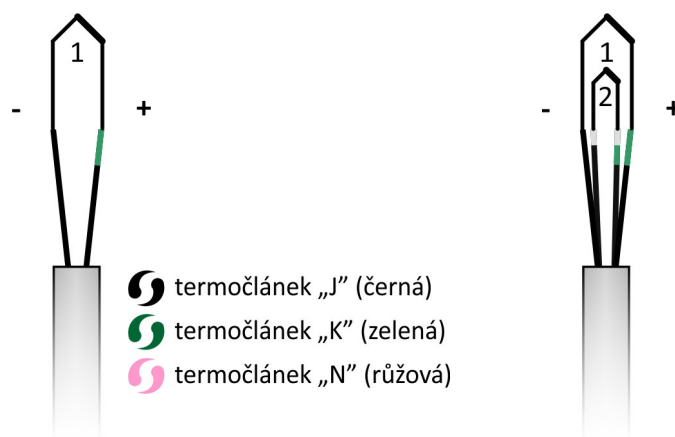 1
1
2
- +
- +
termočlánek „J” (černá)
termočlánek „K” (zelená)
termočlánek „N” (růžová)